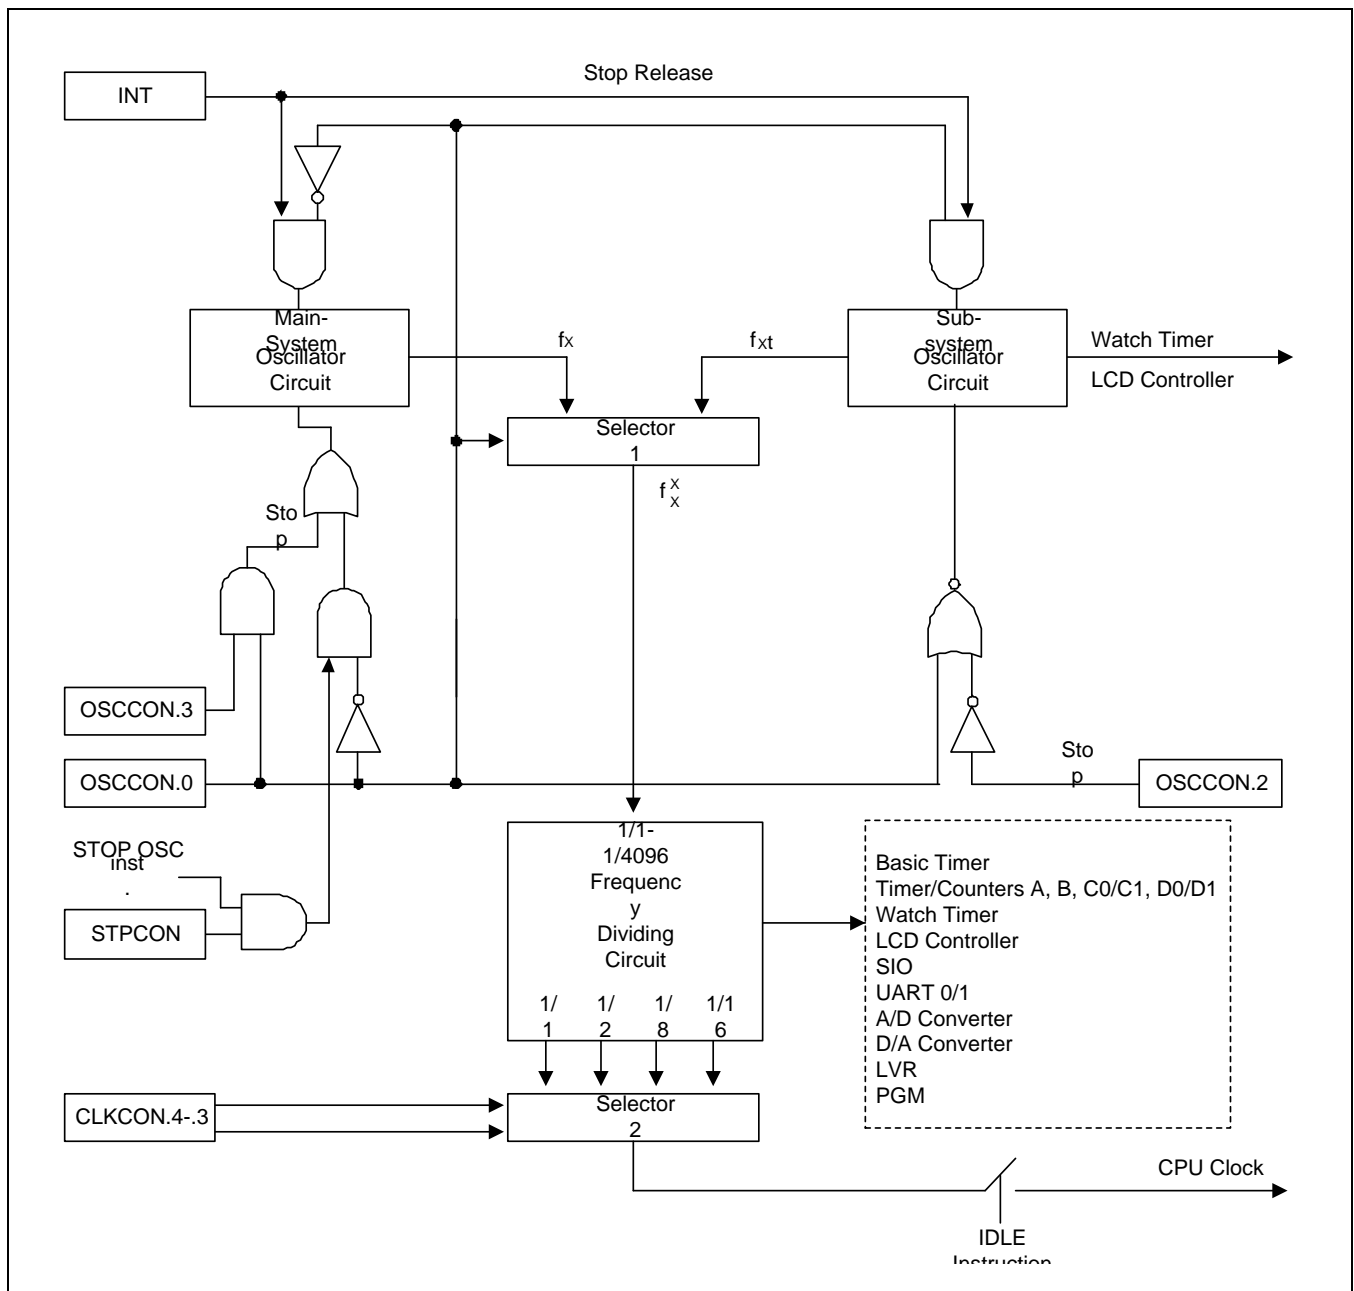 Stop Release
INT
Main-
System
Oscillator
Circuit
fx
fxt
Sub-
system
Oscillator
Circuit
Watch Timer
LCD Controller
Selector
1
f X
X
Sto
p
OSCCON.3
OSCCON.0
Sto
p
OSCCON.2
STOP OSC
inst
.
STPCON
1/1-
1/4096
Frequenc
y
Dividing
Circuit
1/
1
1/
2
1/
8
1/1
6
Basic Timer
Timer/Counters A, B, C0/C1, D0/D1
Watch Timer
LCD Controller
SIO
UART 0/1
A/D Converter
D/A Converter
LVR
PGM
CLKCON.4-.3
Selector
2
CPU Clock
IDLE
Instruction